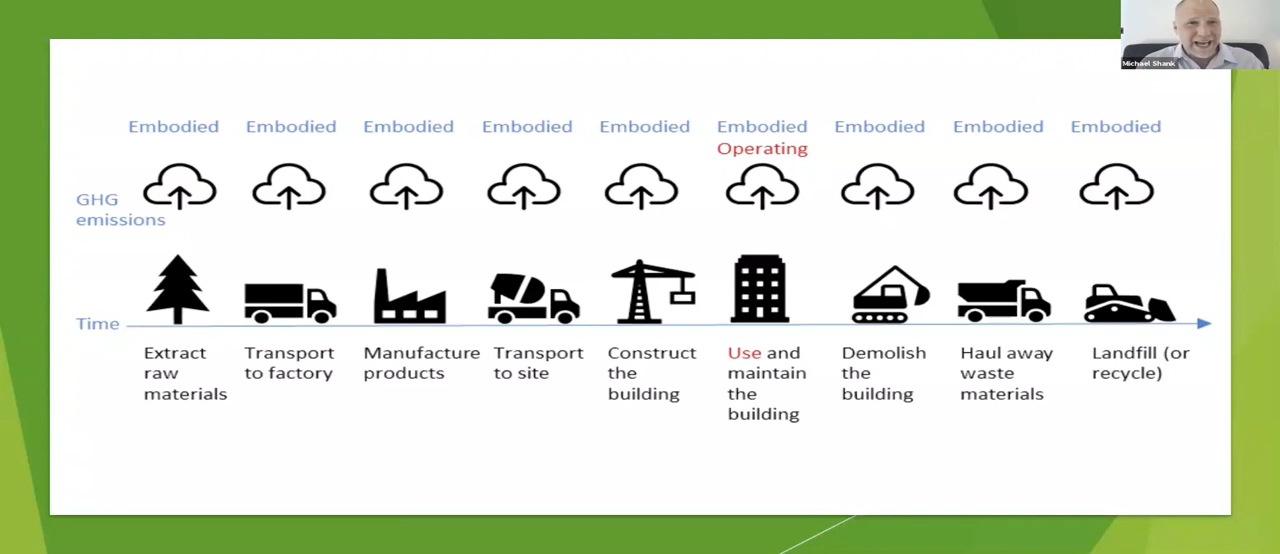 Michael Shank
Embodied Embodied Embodied Embodied Embodied Embodied Embodied Embodied Embodied
Operating
GHG
emissions
Time
Extract
raw
materials
Transport
to factory
Manufacture
products
Transport
to site
Construct
the
building
Use and
maintain
the
building
Demolish
the
building
Haul away
waste
materials
Landfill (or
recycle)